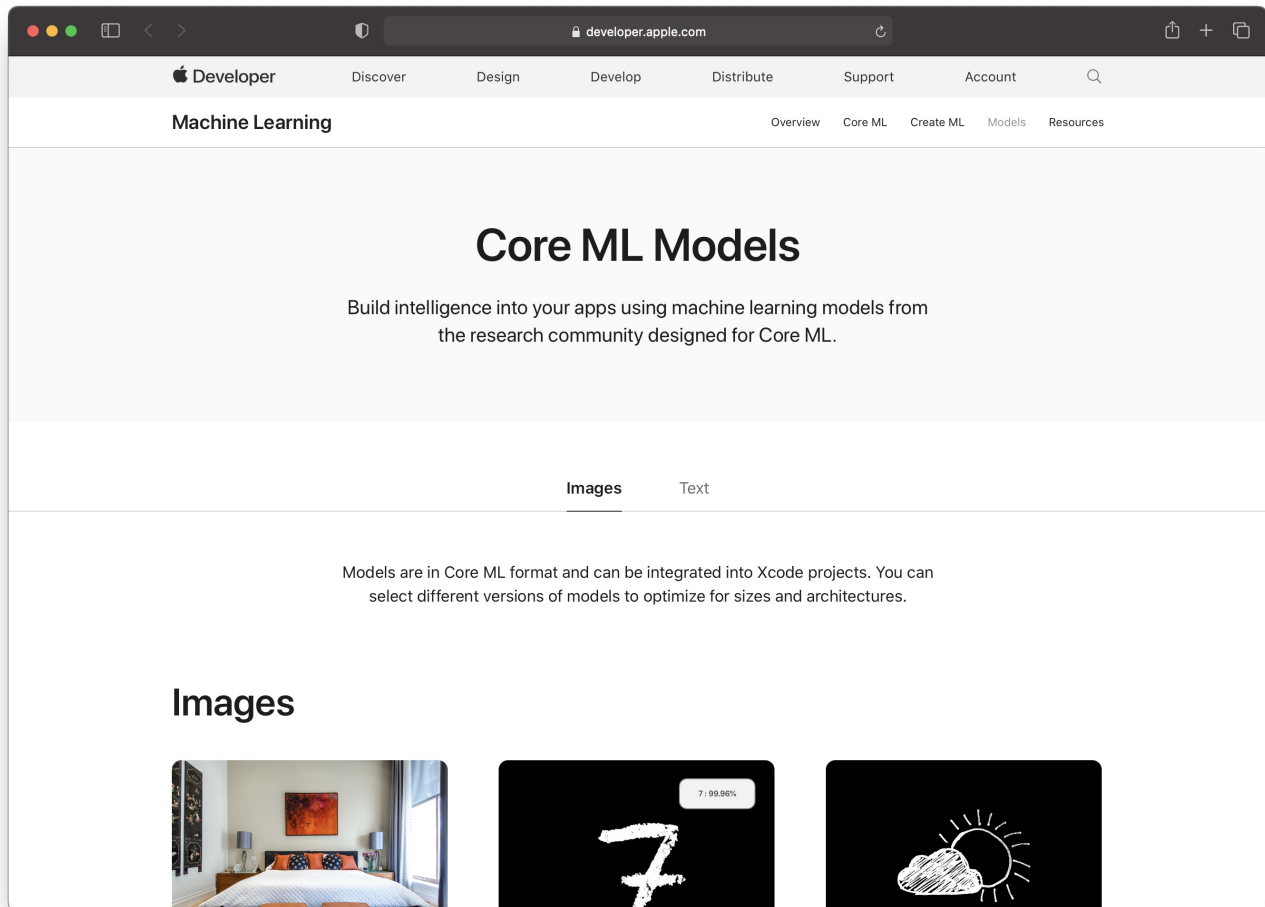 developer.apple.com
Developer
Discover
Design
Develop
Distribute
Support
Account
Machine Learning
Overview
Core ML
Create ML
Models
Resources
Core ML Models
Build intelligence into your apps using machine learning models from
the research community designed for Core ML.
Images
Text
Models are in Core ML format and can be integrated into Xcode projects. You can
select different versions of models to optimize for sizes and architectures.
Images
7 : 99.96%
7